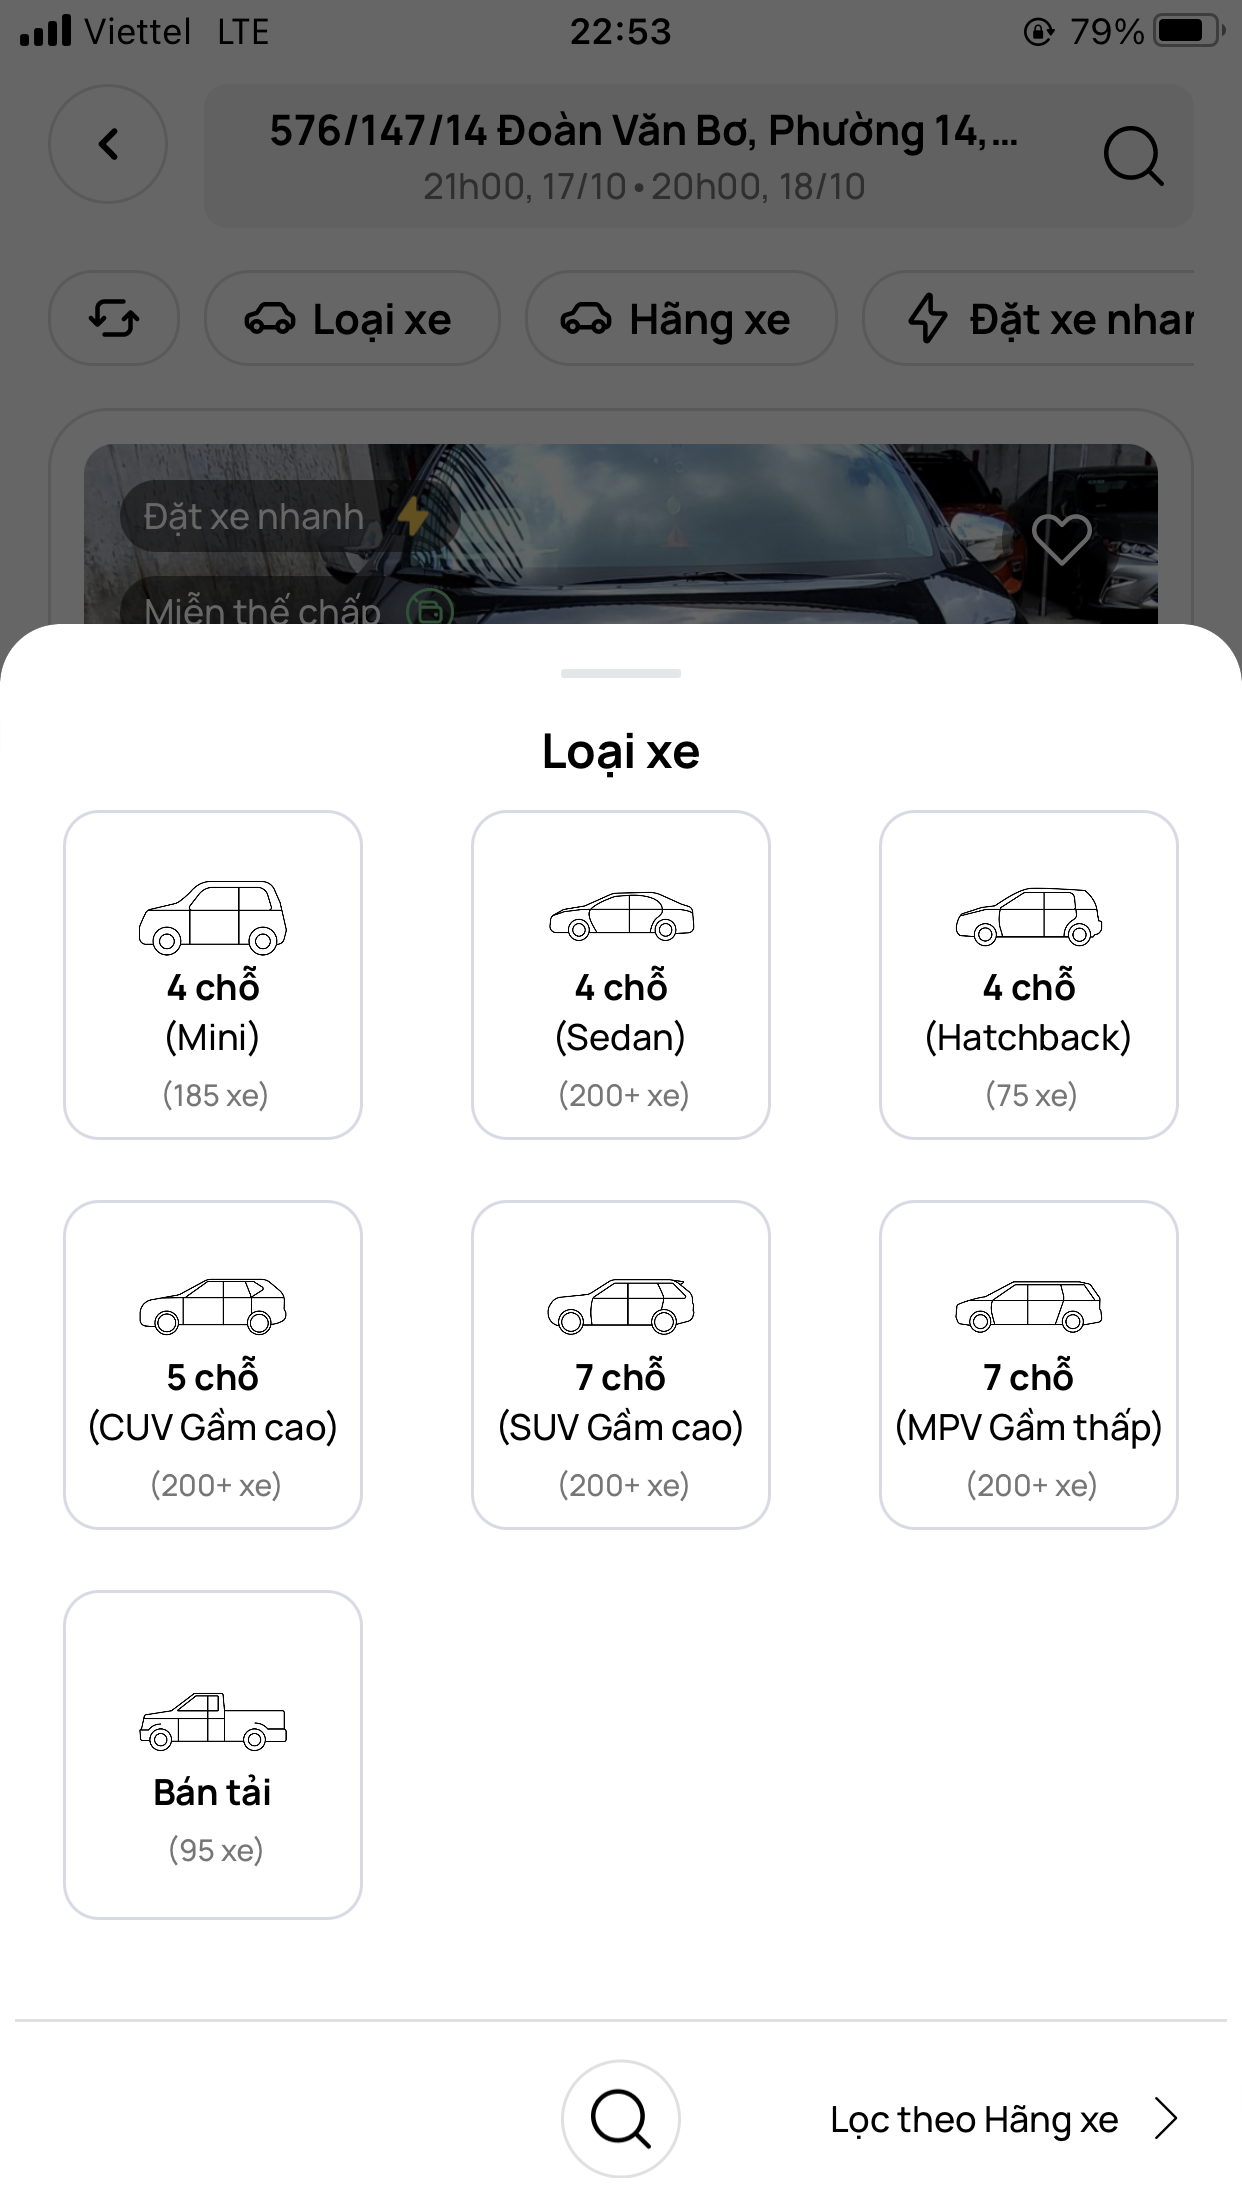 Viettel LTE 22:53 79%
576/147/14 Đoàn Văn Bơ, Phường 14,...
21h00, 17/10 • 20h00, 18/10
Loại xe Hãng xe Đặt xe nhan
Đặt xe nhanh
Miễn thế chấp
Loại xe
4 chỗ
(Mini)
(185 xe)
4 chỗ
(Sedan)
(200+ xe)
4 chỗ
(Hatchback)
(75 xe)
5 chỗ
(CUV Gầm cao)
(200+ xe)
7 chỗ
(SUV Gầm cao)
(200+ xe)
7 chỗ
(MPV Gầm thấp)
(200+ xe)
Bán tải
(95 xe)
Lọc theo Hãng xe